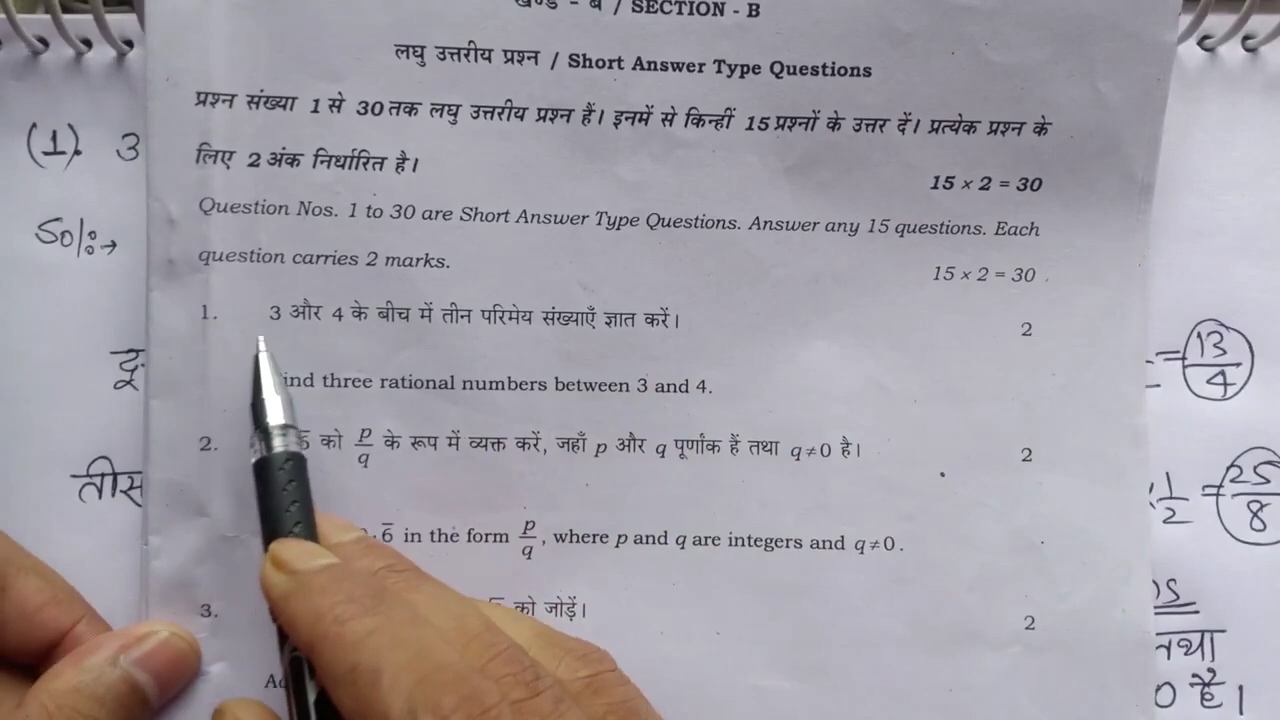 / SECTION - B
लघु उत्तरीय प्रश्न / Short Answer Type Questions
प्रश्न संख्या 1 से 30 तक लघु उत्तरीय प्रश्न हैं। इनमें से किन्हीं 15 प्रश्नों के उत्तर दें। प्रत्येक प्रश्न के
लिए 2 अंक निर्धारित है।
15 × 2 = 30
Question Nos. 1 to 30 are Short Answer Type Questions. Answer any 15 questions. Each
question carries 2 marks.
15 × 2 = 30
1. 3 और 4 के बीच में तीन परिमेय संख्याएँ ज्ञात करें। 2
ind three rational numbers between 3 and 4.
2. को p/q के रूप में व्यक्त करें, जहाँ p और q पूर्णांक हैं तथा q≠0 है। 2
.6̅ in the form p/q, where p and q are integers and q≠0.
3. को जोड़ें। 2
(1). 3
Sol:→
= 13/4
1/2 = 25/8
तथा
0 है।